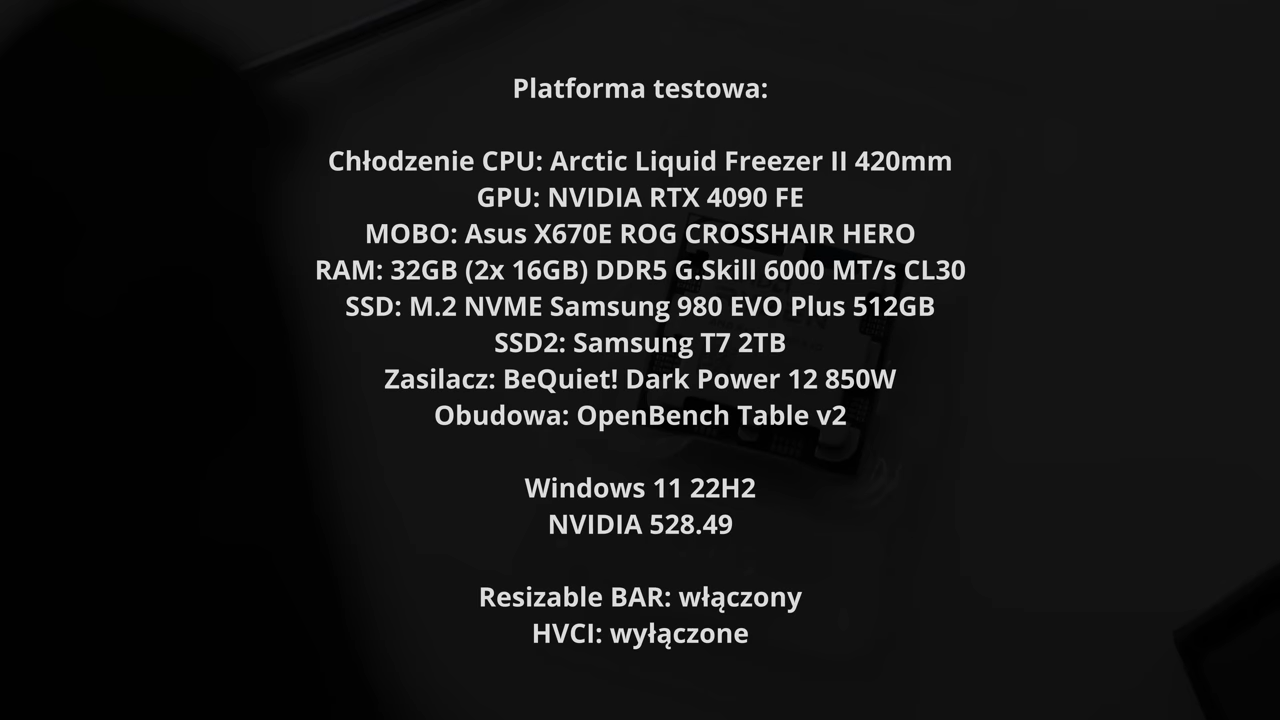 Platforma testowa:
Chłodzenie CPU: Arctic Liquid Freezer II 420mm
GPU: NVIDIA RTX 4090 FE
MOBO: Asus X670E ROG CROSSHAIR HERO
RAM: 32GB (2x 16GB) DDR5 G.Skill 6000 MT/s CL30
SSD: M.2 NVME Samsung 980 EVO Plus 512GB
SSD2: Samsung T7 2TB
Zasilacz: BeQuiet! Dark Power 12 850W
Obudowa: OpenBench Table v2
Windows 11 22H2
NVIDIA 528.49
Resizable BAR: włączony
HVCI: wyłączone